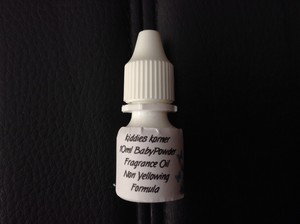 kiddies korner
10ml BabyPowder
Fragrance Oil
Non Yellowing
Formula